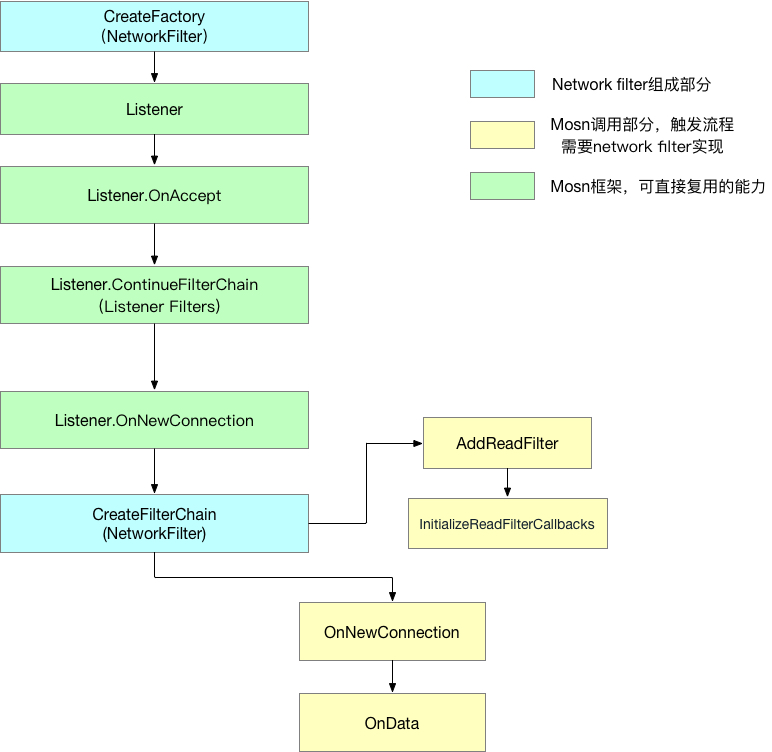 CreateFactory
（NetworkFilter）
Listener
Listener.OnAccept
Listener.ContinueFilterChain
（Listener Filters）
Listener.OnNewConnection
CreateFilterChain
(NetworkFilter)
AddReadFilter
InitializeReadFilterCallbacks
OnNewConnection
OnData
Network filter组成部分
Mosn调用部分，触发流程
需要network filter实现
Mosn框架，可直接复用的能力